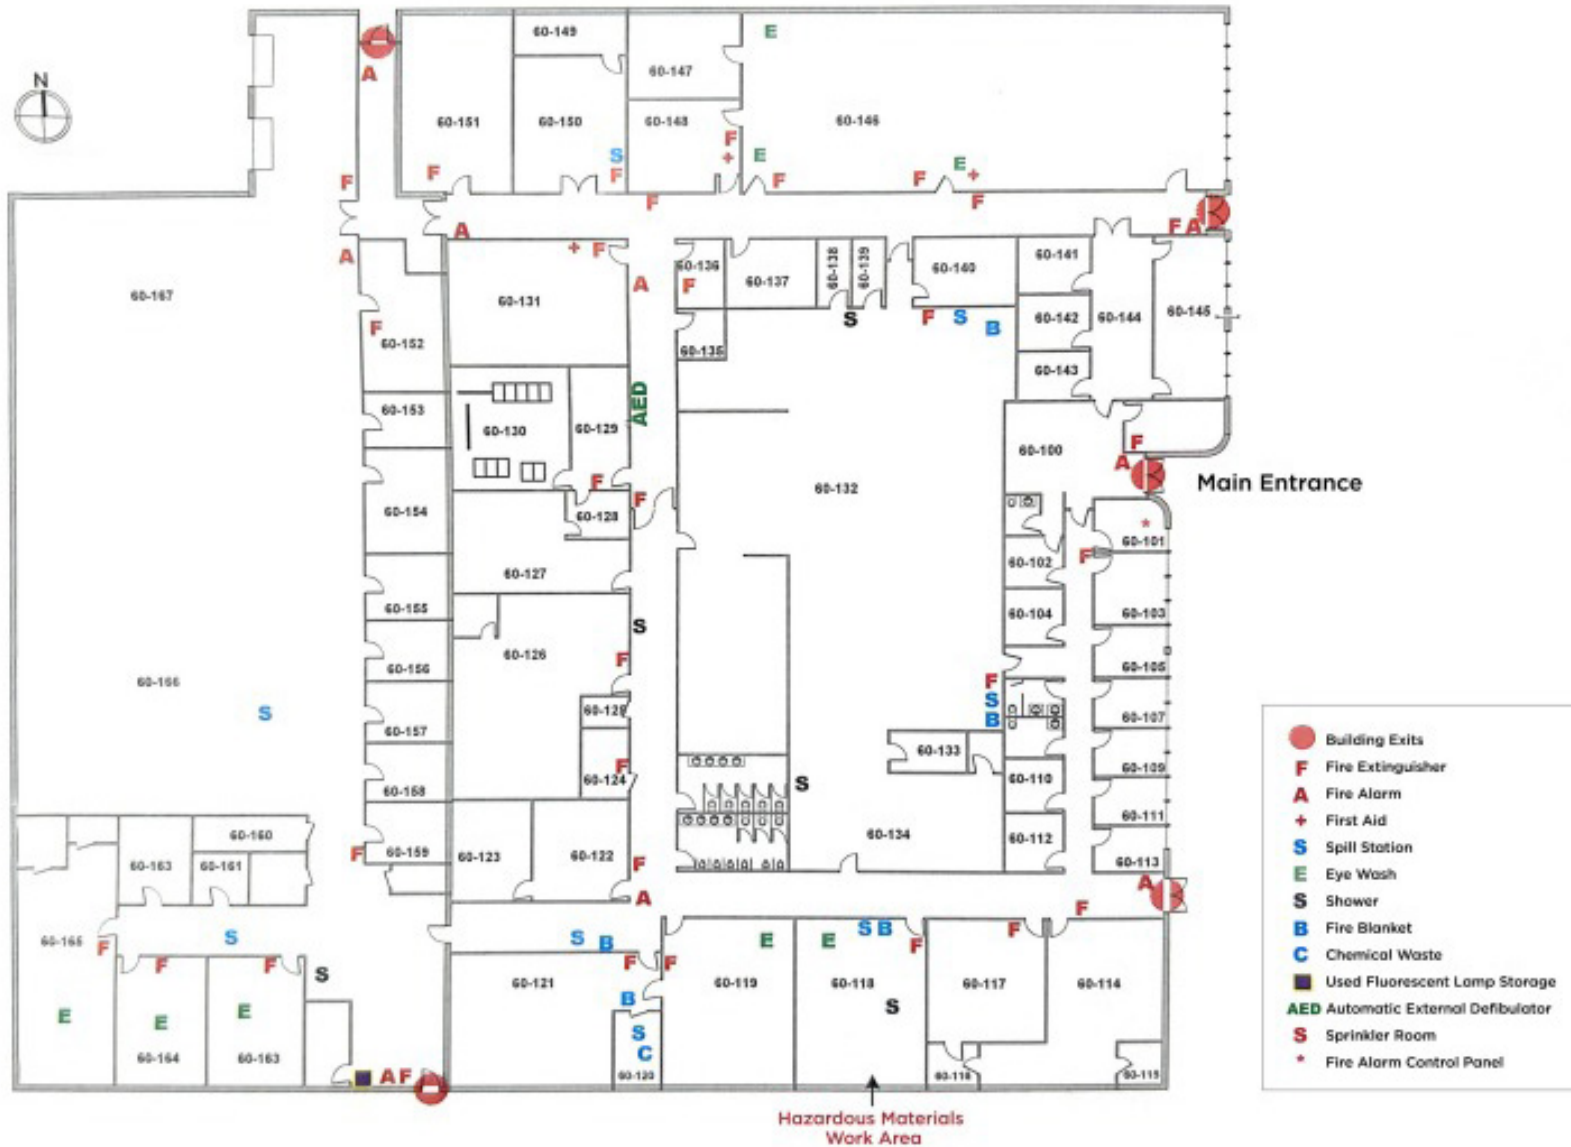 N
60-149
60-147
60-151
60-150
60-148
60-146
E
A
F
S
F
F
+
E
F
F
E
+
F
F
F
A
F
A
A
+
F
A
60-136
F
60-137
60-138
60-139
60-140
60-141
60-167
60-131
60-152
F
60-135
S
F
S
B
60-142
60-144
60-145
60-143
AED
60-153
60-130
60-129
60-100
F
A
Main Entrance
F
F
60-132
60-154
60-128
*
60-101
F
60-127
60-102
60-155
60-104
60-103
S
60-126
F
60-156
60-105
60-166
S
F
S
B
60-157
60-125
60-107
60-133
60-109
F
60-124
S
60-110
60-158
60-111
60-160
60-134
60-112
60-163
60-161
F
60-159
60-123
60-122
F
60-113
A
A
F
60-165
F
S
S
B
E
E
S
B
F
F
F
F
S
F
F
60-121
60-119
60-118
60-117
60-114
B
S
E
E
E
S
C
60-164
60-163
60-120
60-116
60-115
A F
Hazardous Materials
Work Area
Building Exits
F Fire Extinguisher
A Fire Alarm
+ First Aid
S Spill Station
E Eye Wash
S Shower
B Fire Blanket
C Chemical Waste
Used Fluorescent Lamp Storage
AED Automatic External Defibulator
S Sprinkler Room
* Fire Alarm Control Panel